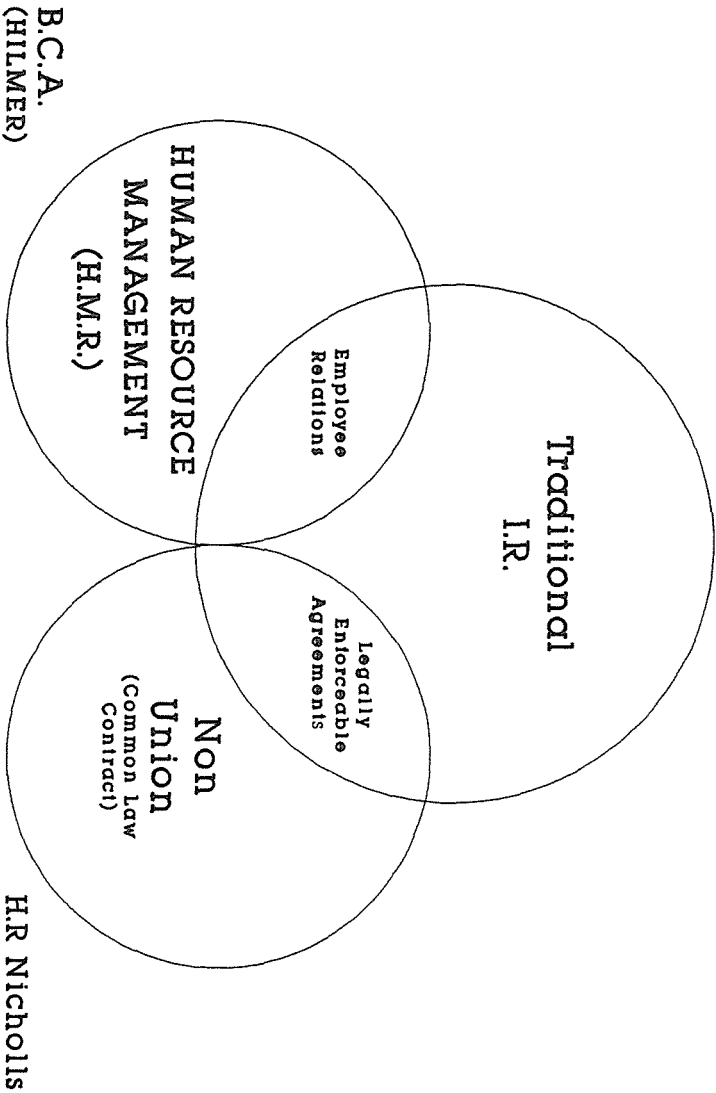 Traditional
I.R.
Employee
Relations
Legally
Enforceable
Agreements
HUMAN RESOURCE
MANAGEMENT
(H.M.R.)
Non
Union
(Common Law
Contract)
B.C.A.
(HILMER)
H.R Nicholls